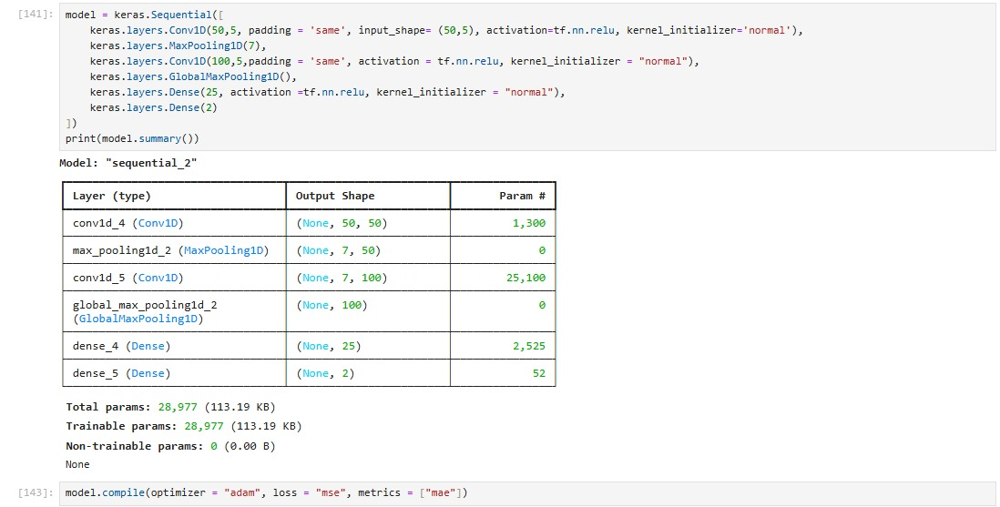 [141]: model = keras.Sequential([
keras.layers.Conv1D(50,5, padding = 'same', input_shape= (50,5), activation=tf.nn.relu, kernel_initializer='normal'),
keras.layers.MaxPooling1D(7),
keras.layers.Conv1D(100,5,padding = 'same', activation = tf.nn.relu, kernel_initializer = "normal"),
keras.layers.GlobalMaxPooling1D(),
keras.layers.Dense(25, activation =tf.nn.relu, kernel_initializer = "normal"),
keras.layers.Dense(2)
])
print(model.summary())
Model: "sequential_2"
Layer (type) Output Shape Param #
conv1d_4 (Conv1D) (None, 50, 50) 1,300
max_pooling1d_2 (MaxPooling1D) (None, 7, 50) 0
conv1d_5 (Conv1D) (None, 7, 100) 25,100
global_max_pooling1d_2 (None, 100) 0
(GlobalMaxPooling1D)
dense_4 (Dense) (None, 25) 2,525
dense_5 (Dense) (None, 2) 52
Total params: 28,977 (113.19 KB)
Trainable params: 28,977 (113.19 KB)
Non-trainable params: 0 (0.00 B)
None
[143]: model.compile(optimizer = "adam", loss = "mse", metrics = ["mae"])